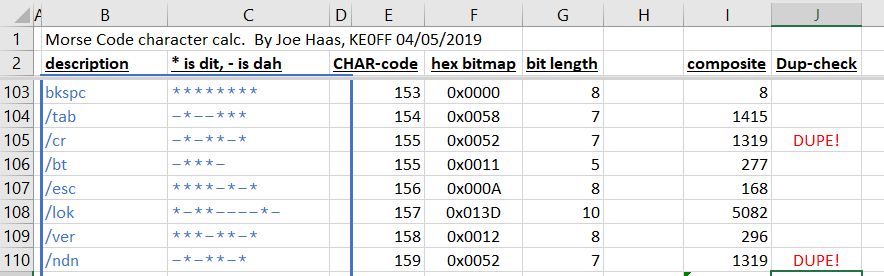 A B C D E F G H I J
1 Morse Code character calc. By Joe Haas, KE0FF 04/05/2019
2 description * is dit, - is dah CHAR-code hex bitmap bit length composite Dup-check
103 bkspc ******** 153 0x0000 8 8
104 /tab -*--*** 154 0x0058 7 1415
105 /cr -*-*-* 155 0x0052 7 1319 DUPE!
106 /bt -***- 155 0x0011 5 277
107 /esc ****-*-* 156 0x000A 8 168
108 /lok *-**----*- 157 0x013D 10 5082
109 /ver ***-**-* 158 0x0012 8 296
110 /ndn -*-**-* 159 0x0052 7 1319 DUPE!